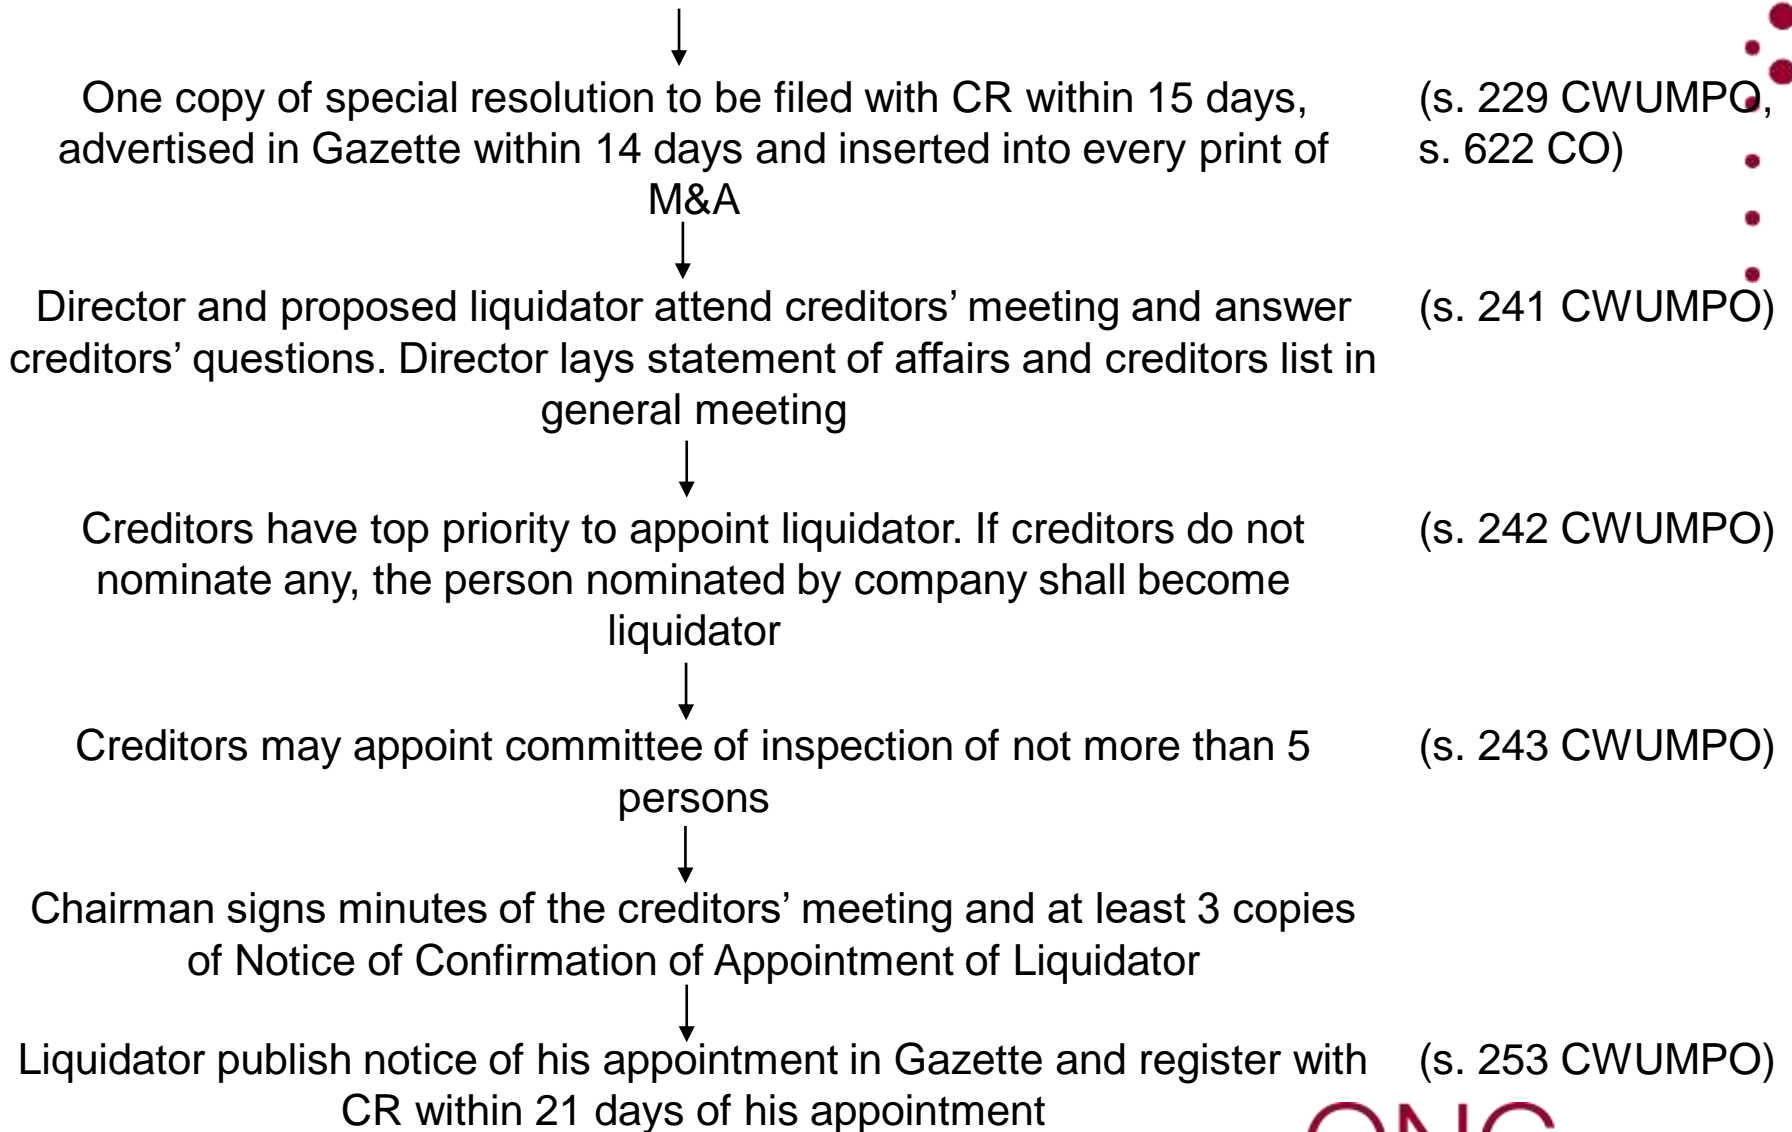 One copy of special resolution to be filed with CR within 15 days,
(s. 229 CWUMPO,
advertised in Gazette within 14 days and inserted into every print of
s. 622 CO)
M&A
Director and proposed liquidator attend creditors’ meeting and answer
(s. 241 CWUMPO)
creditors’ questions. Director lays statement of affairs and creditors list in
general meeting
Creditors have top priority to appoint liquidator. If creditors do not
(s. 242 CWUMPO)
nominate any, the person nominated by company shall become
liquidator
Creditors may appoint committee of inspection of not more than 5
(s. 243 CWUMPO)
persons
Chairman signs minutes of the creditors’ meeting and at least 3 copies
of Notice of Confirmation of Appointment of Liquidator
Liquidator publish notice of his appointment in Gazette and register with
(s. 253 CWUMPO)
CR within 21 days of his appointment
ONC